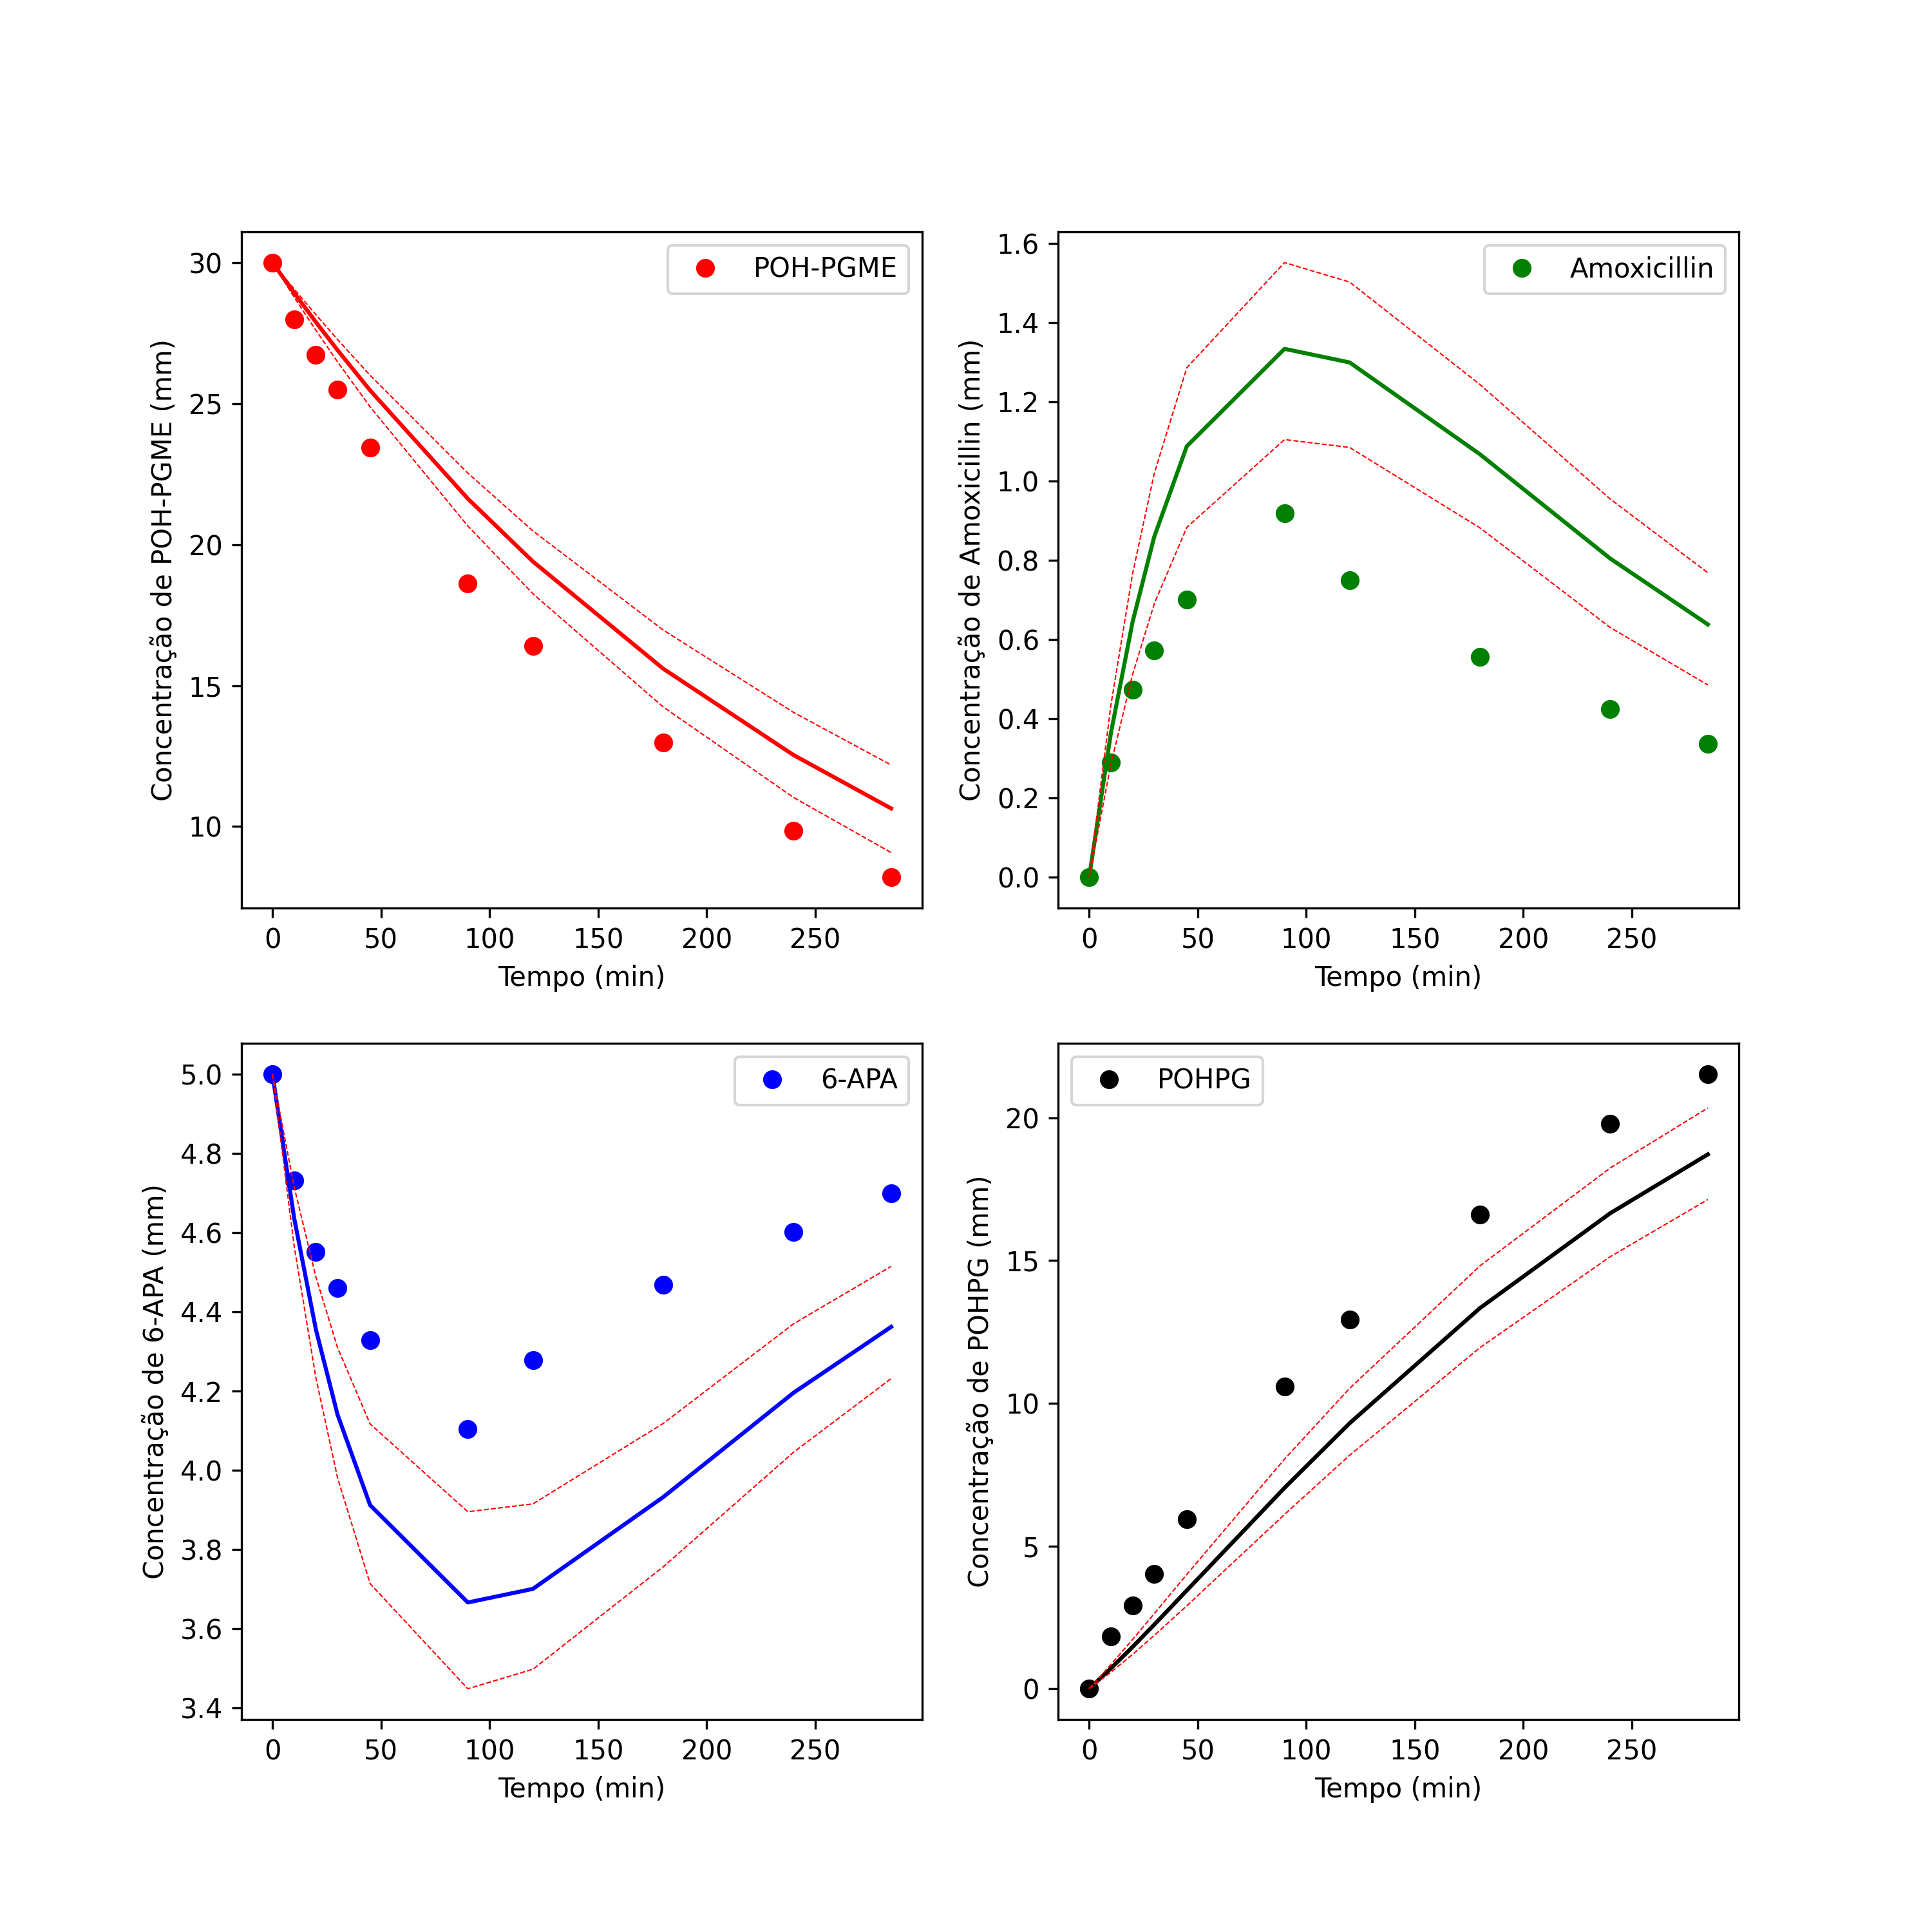 POH-PGME
Concentração de POH-PGME (mm)
30
25
20
15
10
0 50 100 150 200 250
Tempo (min)
Amoxicillin
Concentração de Amoxicillin (mm)
1.6
1.4
1.2
1.0
0.8
0.6
0.4
0.2
0.0
0 50 100 150 200 250
Tempo (min)
6-APA
Concentração de 6-APA (mm)
5.0
4.8
4.6
4.4
4.2
4.0
3.8
3.6
3.4
0 50 100 150 200 250
Tempo (min)
POHPG
Concentração de POHPG (mm)
20
15
10
5
0
0 50 100 150 200 250
Tempo (min)